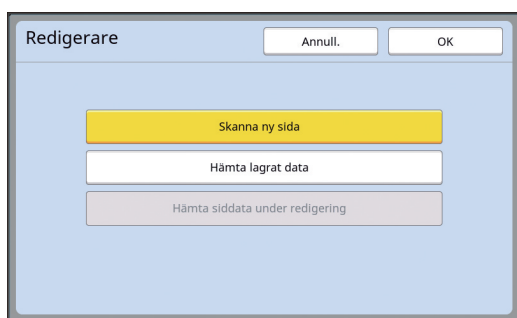 Redigerare
Annull.
OK
Skanna ny sida
Hämta lagrat data
Hämta siddata under redigering